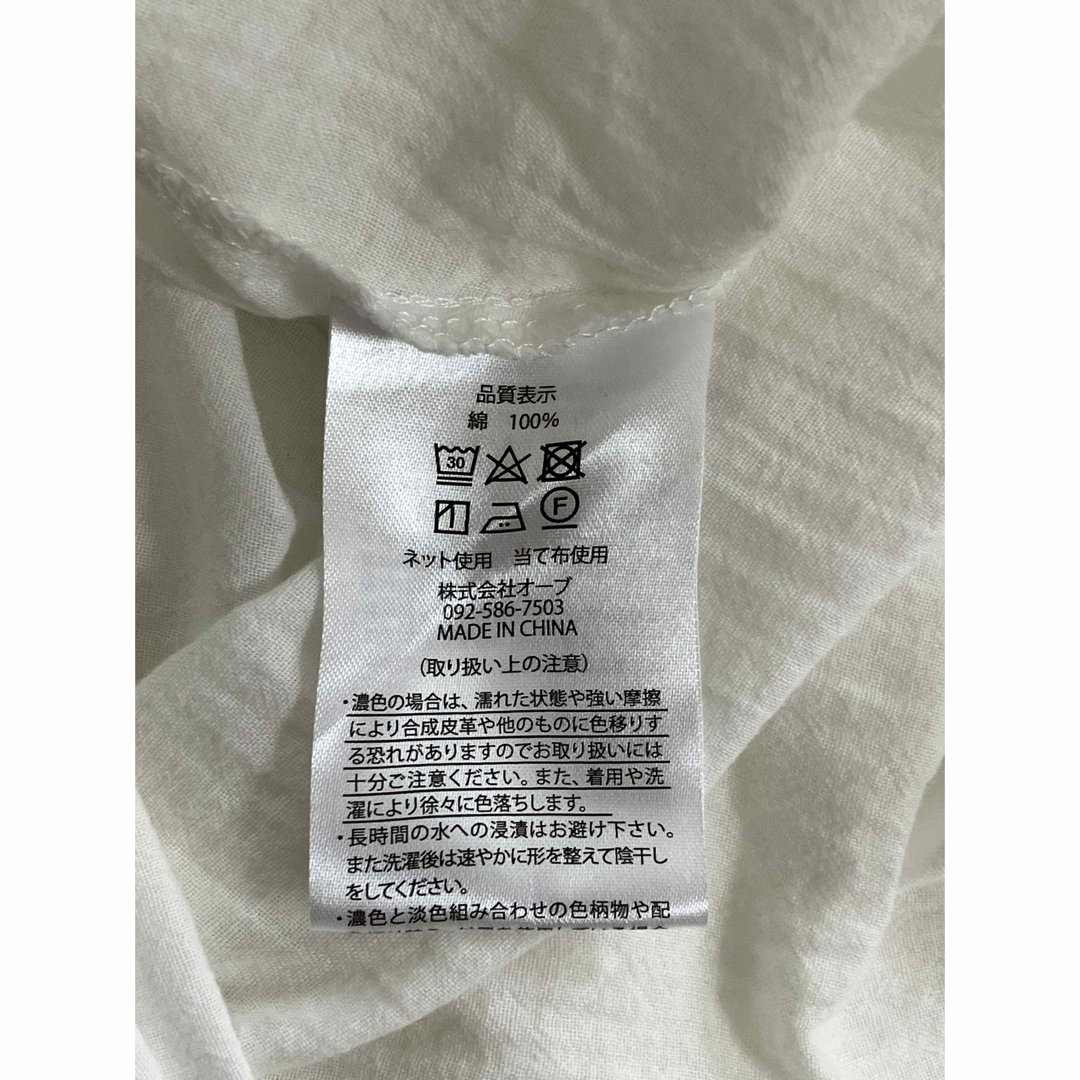 品質表示
綿 100%
30
F
ネット使用 当て布使用
株式会社オーブ
092-586-7503
MADE IN CHINA
(取り扱い上の注意)
・濃色の場合は、濡れた状態や強い摩擦
により合成皮革や他のものに色移りす
る恐れがありますのでお取り扱いには
十分ご注意ください。また、着用や洗
濯により徐々に色落ちします。
・長時間の水への浸漬はお避け下さい。
また洗濯後は速やかに形を整えて陰干し
をしてください。
・濃色と淡色組み合わせの色柄物や配